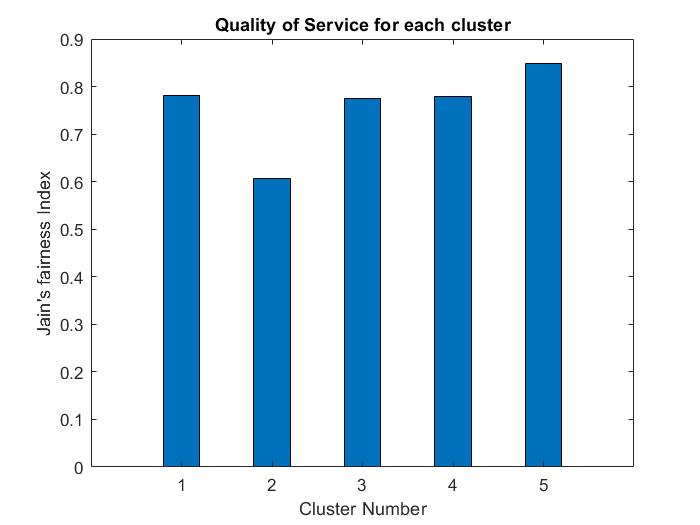 Quality of Service for each cluster
0.9
0.8
0.7
0.6
0.5
0.4
0.3
0.2
0.1
0
Jain's fairness Index
1 2 3 4 5
Cluster Number